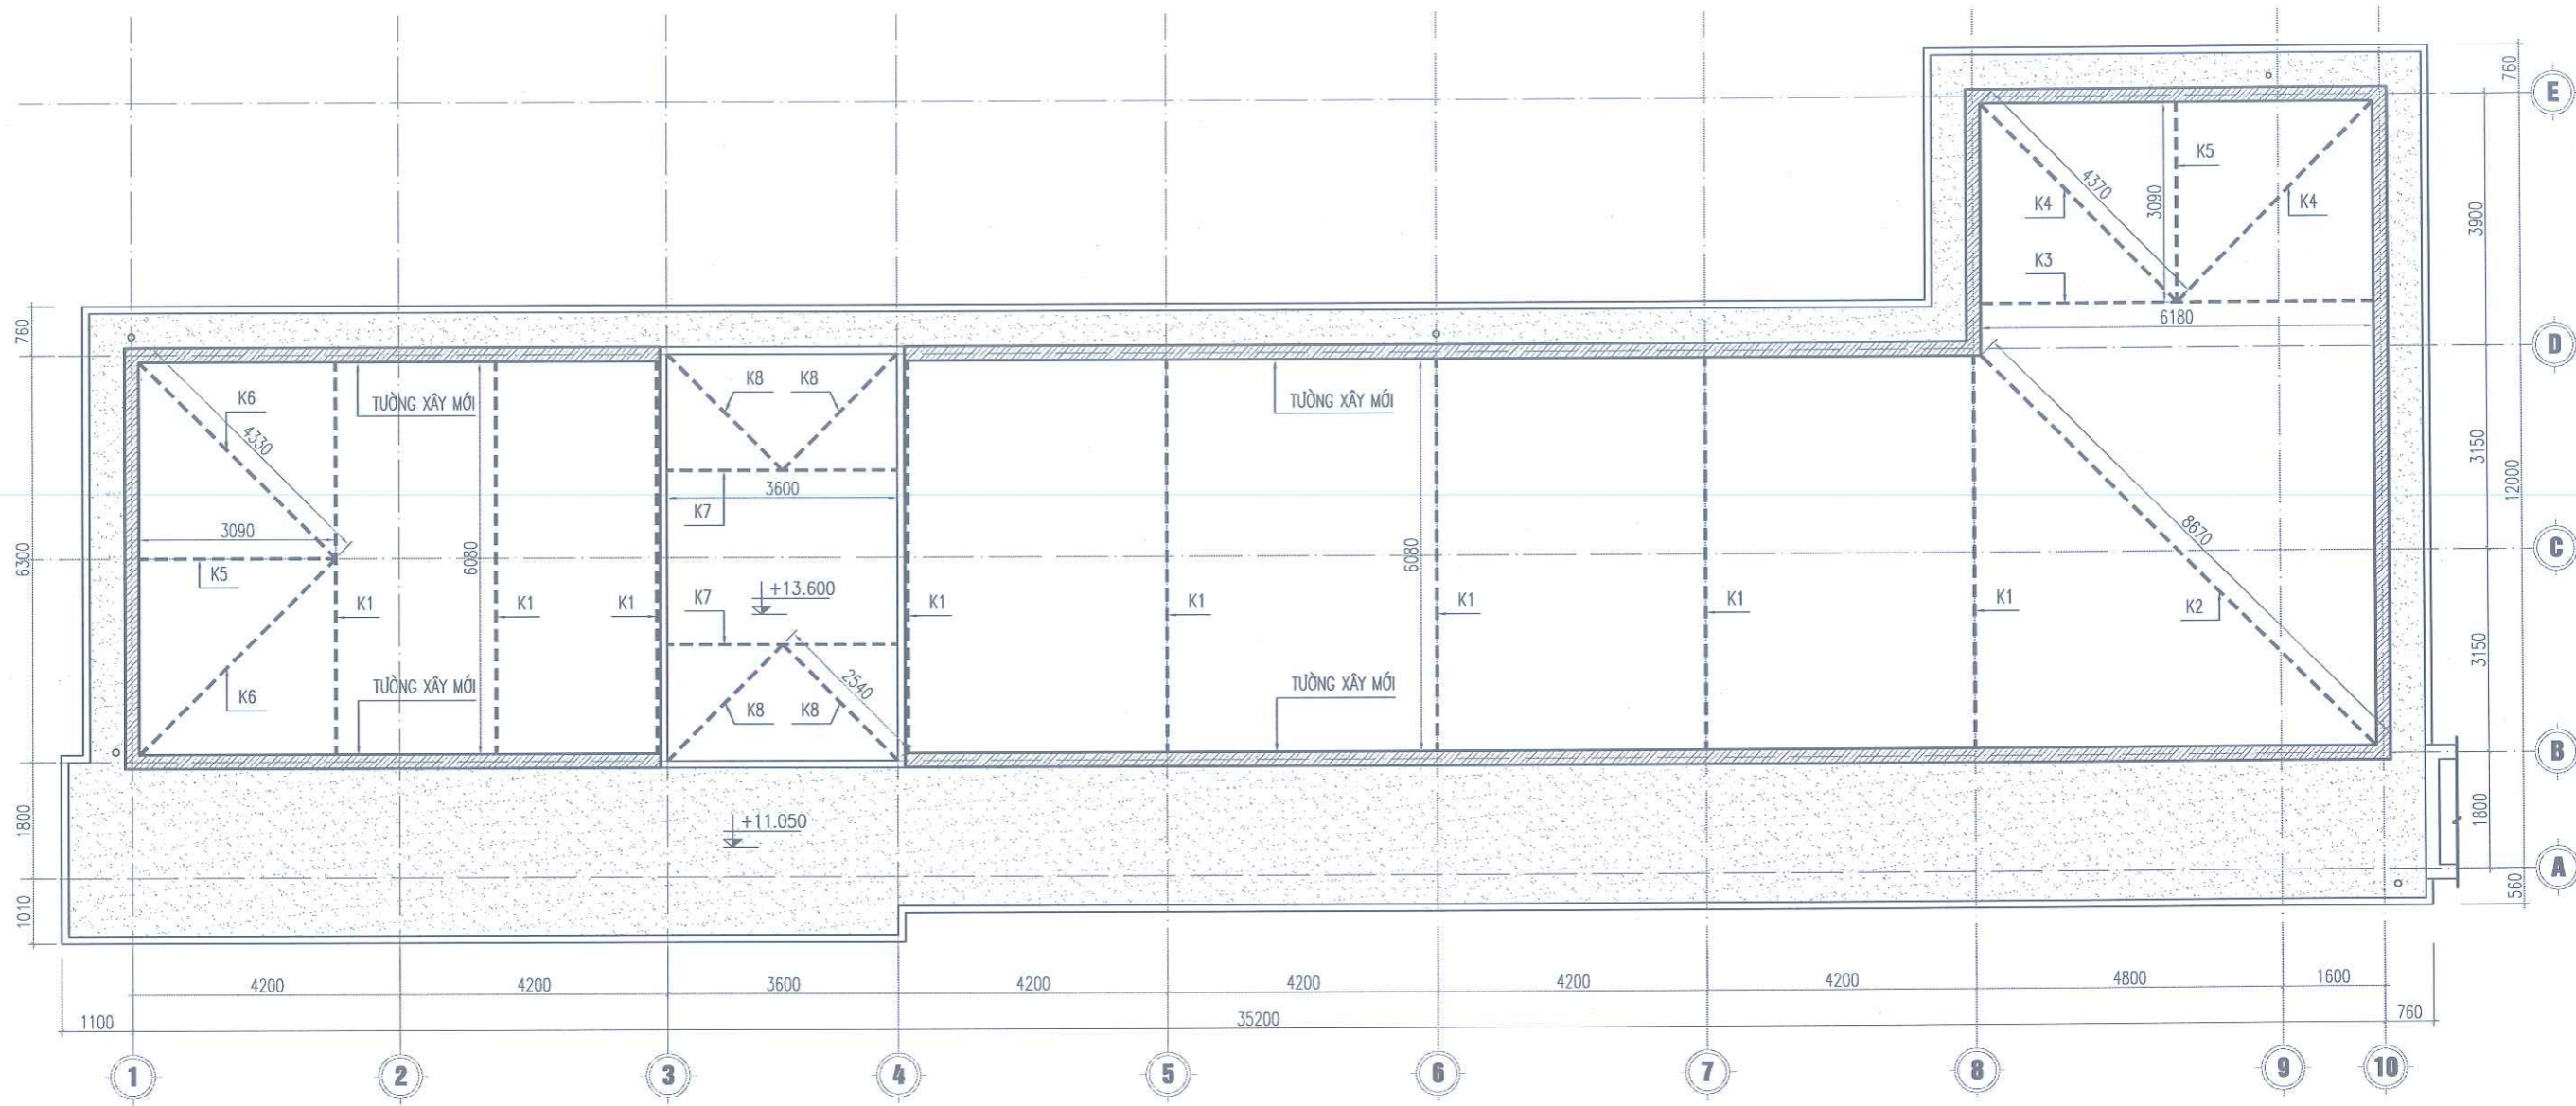 760
E
K5
4370
3090
K4
K4
3900
K3
6180
760
D
K8
K8
K6
TƯỜNG XÂY MỚI
TƯỜNG XÂY MỚI
4330
3150
12000
3600
K7
3090
6080
6080
8670
C
6300
K5
K7
+13.600
K1
K1
K1
K1
K1
K1
K1
K1
K2
3150
2540
K6
TƯỜNG XÂY MỚI
K8
K8
TƯỜNG XÂY MỚI
B
1800
+11.050
1800
A
560
1010
4200
4200
3600
4200
4200
4200
4200
4800
1600
1100
35200
760
1
2
3
4
5
6
7
8
9
10